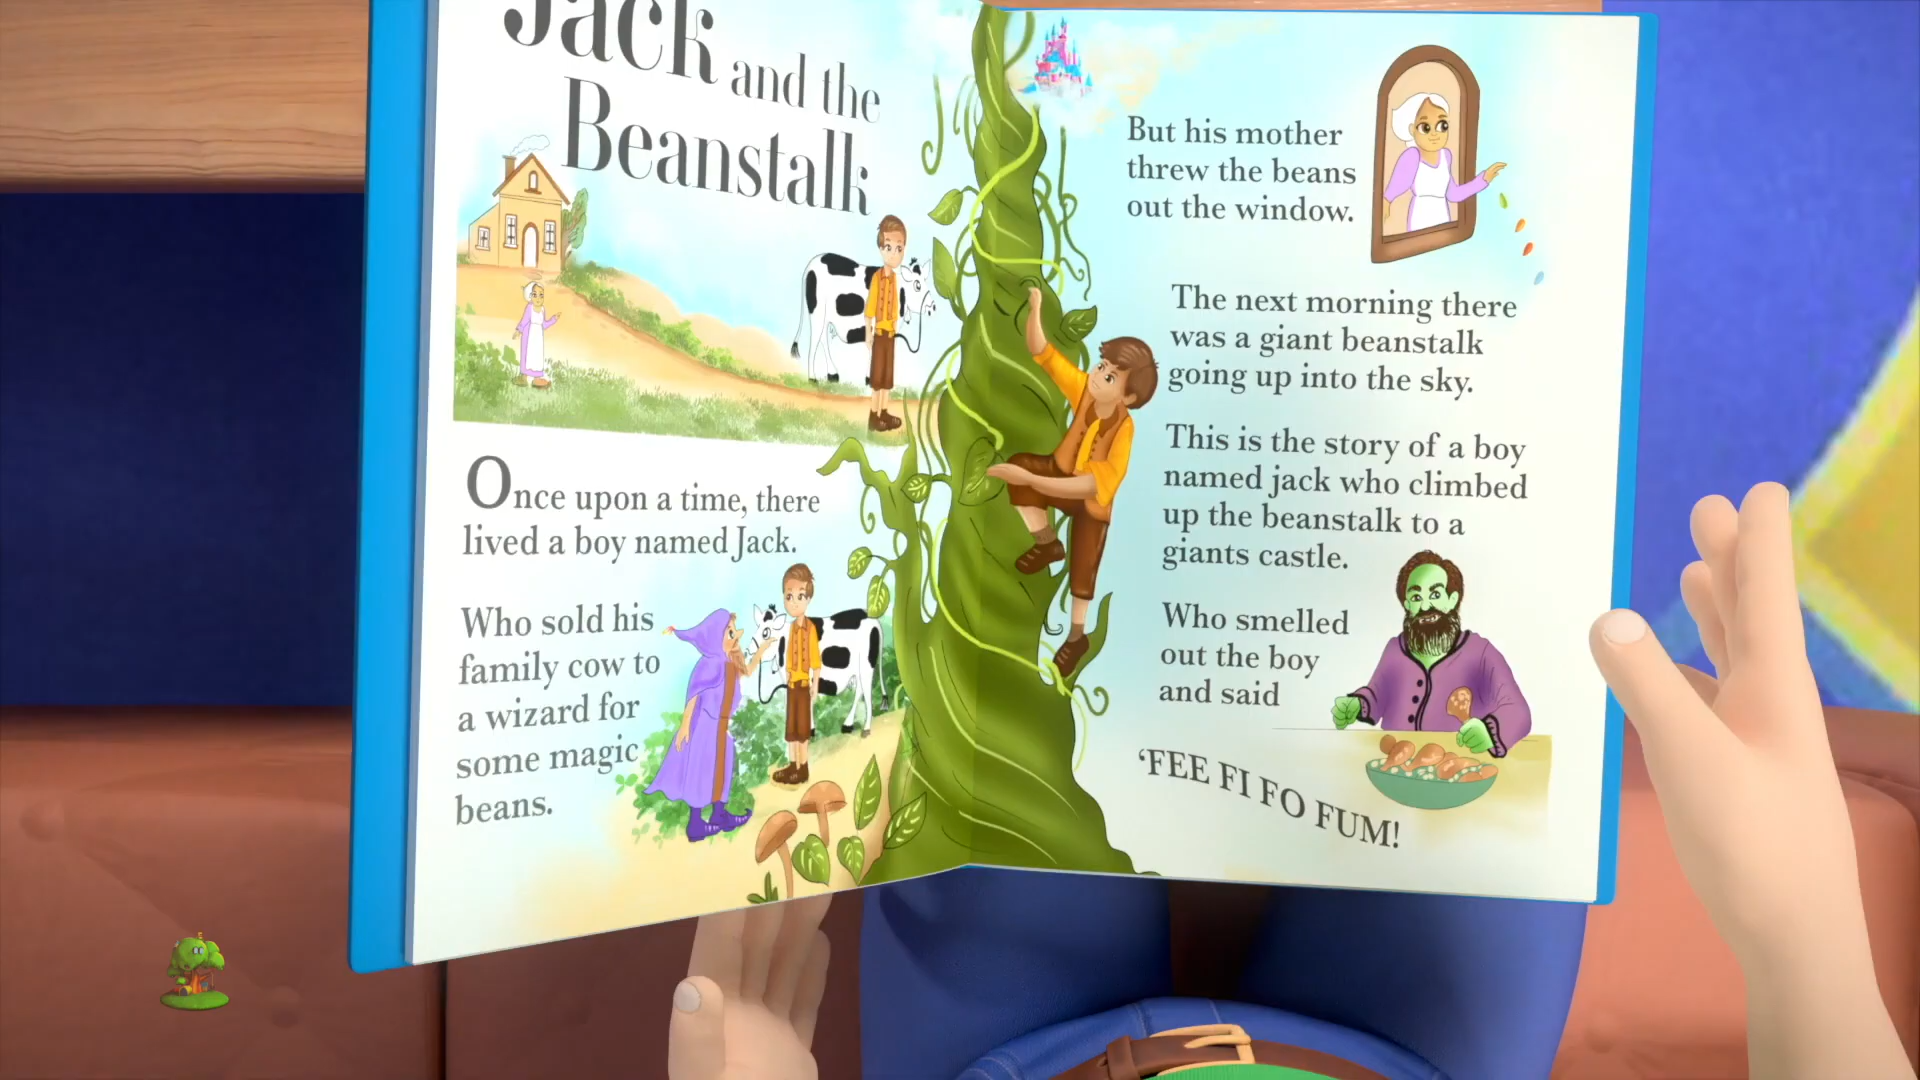 Jack and the
Beanstalk
Once upon a time, there
lived a boy named Jack.
Who sold his
family cow to
a wizard for
some magic
beans.
But his mother
threw the beans
out the window.
The next morning there
was a giant beanstalk
going up into the sky.
This is the story of a boy
named jack who climbed
up the beanstalk to a
giants castle.
Who smelled
out the boy
and said
‘FEE FI FO FUM!